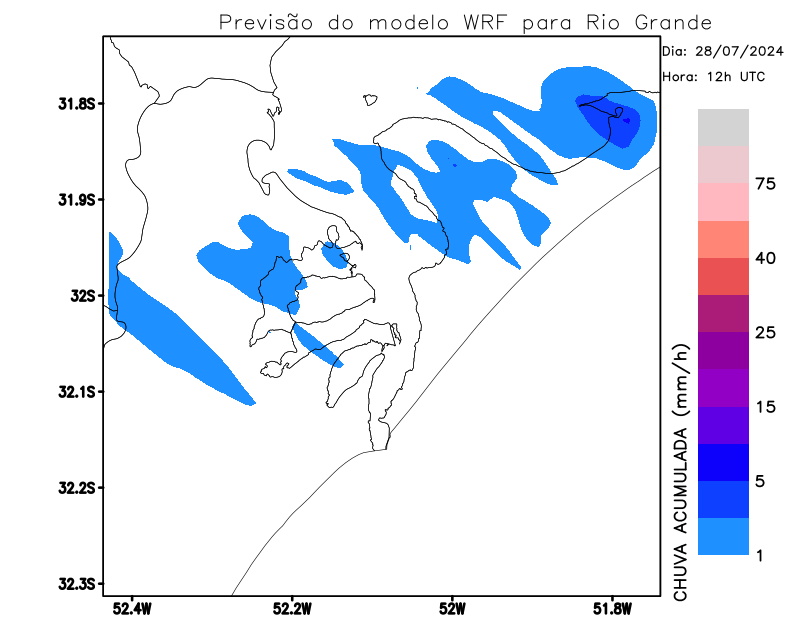 Previsão do modelo WRF para Rio Grande
Dia: 28/07/2024
Hora: 12h UTC
31.8S
31.9S
32S
32.1S
32.2S
32.3S
52.4W
52.2W
52W
51.8W
75
40
25
15
5
1
CHUVA ACUMULADA (mm/h)